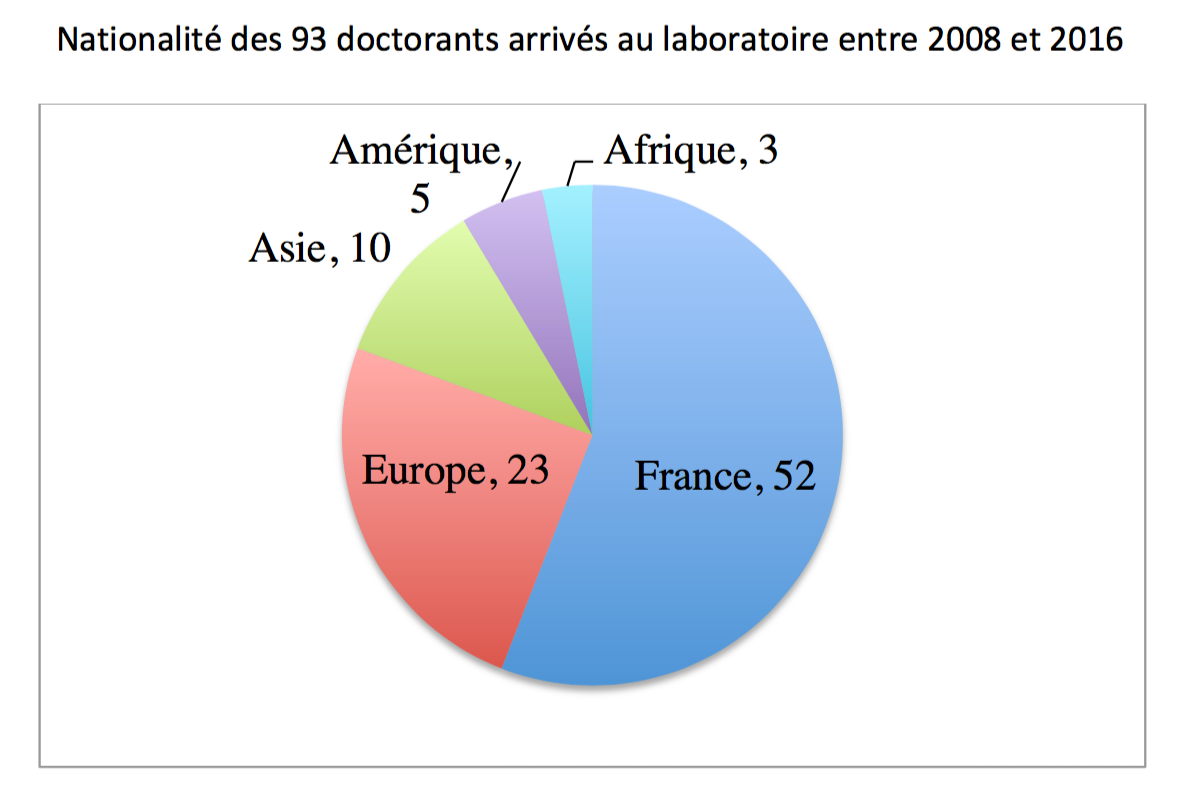 Nationalité des 93 doctorants arrivés au laboratoire entre 2008 et 2016
Amérique,
5
Afrique, 3
Asie, 10
Europe, 23
France, 52